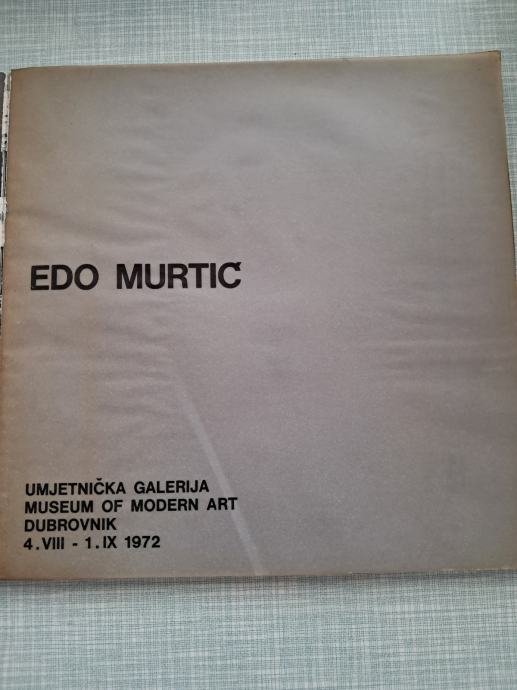 EDO MURTIĆ
UMJETNIČKA GALERIJA
MUSEUM OF MODERN ART
DUBROVNIK
4.VIII - 1.IX 1972